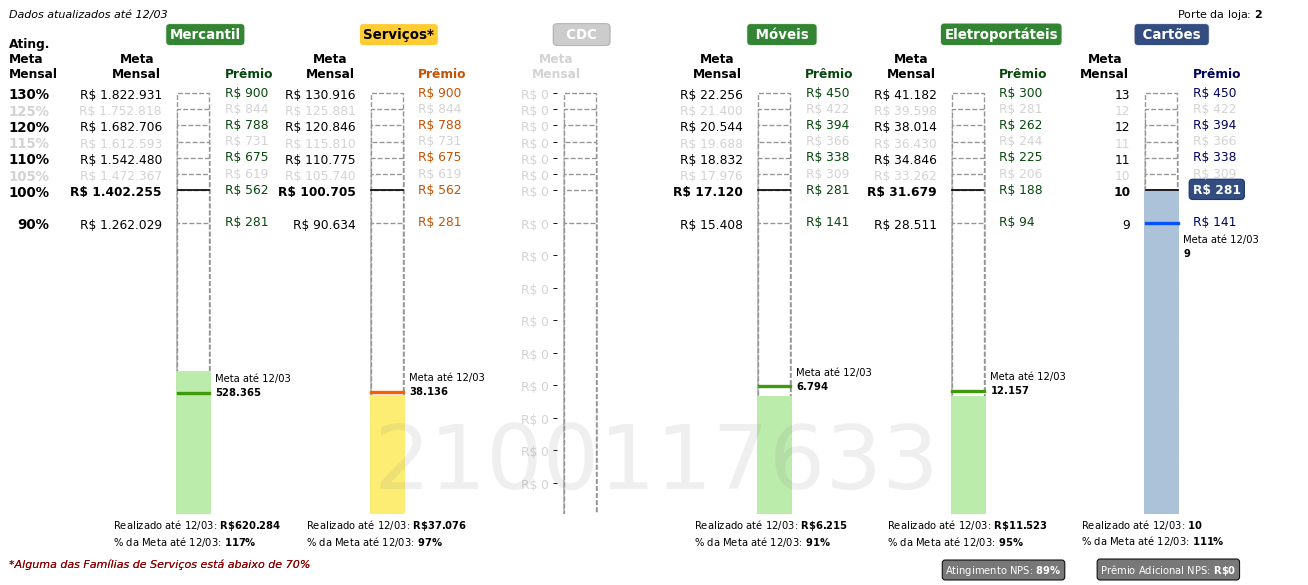 Dados atualizados até 12/03
Porte da loja: 2
Mercantil Serviços* CDC Móveis Eletroportáteis Cartões
Ating. Meta Mensal
Meta Mensal Prêmio Meta Mensal Prêmio Meta Mensal Meta Mensal Prêmio Meta Mensal Prêmio Meta Mensal Prêmio
130% R$ 1.822.931 R$ 900 R$ 130.916 R$ 900 R$ 0 R$ 22.256 R$ 450 R$ 41.182 R$ 300 13 R$ 450
125% R$ 1.752.818 R$ 844 R$ 125.881 R$ 844 R$ 0 R$ 21.400 R$ 422 R$ 39.598 R$ 281 12 R$ 422
120% R$ 1.682.706 R$ 788 R$ 120.846 R$ 788 R$ 0 R$ 20.544 R$ 394 R$ 38.014 R$ 262 12 R$ 394
115% R$ 1.612.593 R$ 731 R$ 115.810 R$ 731 R$ 0 R$ 19.688 R$ 366 R$ 36.430 R$ 244 11 R$ 366
110% R$ 1.542.480 R$ 675 R$ 110.775 R$ 675 R$ 0 R$ 18.832 R$ 338 R$ 34.846 R$ 225 11 R$ 338
105% R$ 1.472.367 R$ 619 R$ 105.740 R$ 619 R$ 0 R$ 17.976 R$ 309 R$ 33.262 R$ 206 10 R$ 309
100% R$ 1.402.255 R$ 562 R$ 100.705 R$ 562 R$ 0 R$ 17.120 R$ 281 R$ 31.679 R$ 188 10 R$ 281
90% R$ 1.262.029 R$ 281 R$ 90.634 R$ 281 R$ 0 R$ 15.408 R$ 141 R$ 28.511 R$ 94 9 R$ 141
Meta até 12/03
9
R$ 0
R$ 0
R$ 0
R$ 0
R$ 0
R$ 0
R$ 0
R$ 0
Meta até 12/03
528.365
Meta até 12/03
38.136
Meta até 12/03
6.794
Meta até 12/03
12.157
2100117633
Realizado até 12/03: R$620.284
% da Meta até 12/03: 117%
Realizado até 12/03: R$37.076
% da Meta até 12/03: 97%
Realizado até 12/03: R$6.215
% da Meta até 12/03: 91%
Realizado até 12/03: R$11.523
% da Meta até 12/03: 95%
Realizado até 12/03: 10
% da Meta até 12/03: 111%
*Alguma das Famílias de Serviços está abaixo de 70%
Atingimento NPS: 89%
Prêmio Adicional NPS: R$0